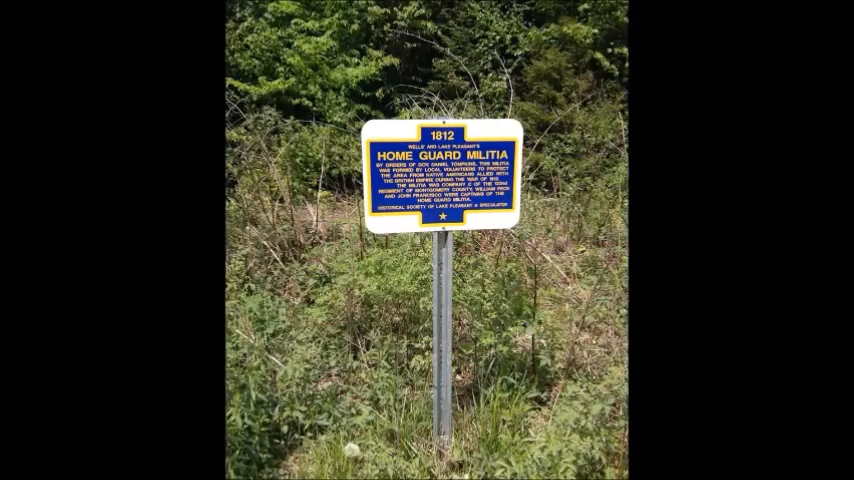 1812
WELLS' AND LAKE PLEASANT'S
HOME GUARD MILITIA
BY ORDERS OF GOV. DANIEL TOMPKINS, THIS MILITIA
WAS FORMED BY LOCAL VOLUNTEERS TO PROTECT
THE AREA FROM NATIVE AMERICANS ALLIED WITH
THE BRITISH EMPIRE DURING THE WAR OF 1812.
THE MILITIA WAS COMPANY C OF THE
REGIMENT OF MONTGOMERY COUNTY. WILLIAM PECK
AND JOHN FRANCISCO WERE CAPTAINS OF THE
HOME GUARD MILITIA.
HISTORICAL SOCIETY OF LAKE PLEASANT & SPECULATOR